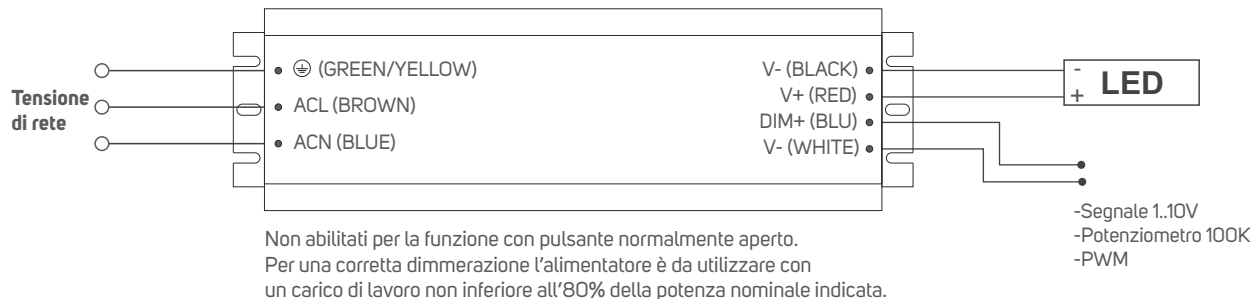 Tensione
di rete
⏚ (GREEN/YELLOW)
ACL (BROWN)
ACN (BLUE)
V- (BLACK)
V+ (RED)
DIM+ (BLU)
V- (WHITE)
-
+
LED
-Segnale 1..10V
-Potenziometro 100K
-PWM
Non abilitati per la funzione con pulsante normalmente aperto.
Per una corretta dimmerazione l'alimentatore è da utilizzare con
un carico di lavoro non inferiore all'80% della potenza nominale indicata.